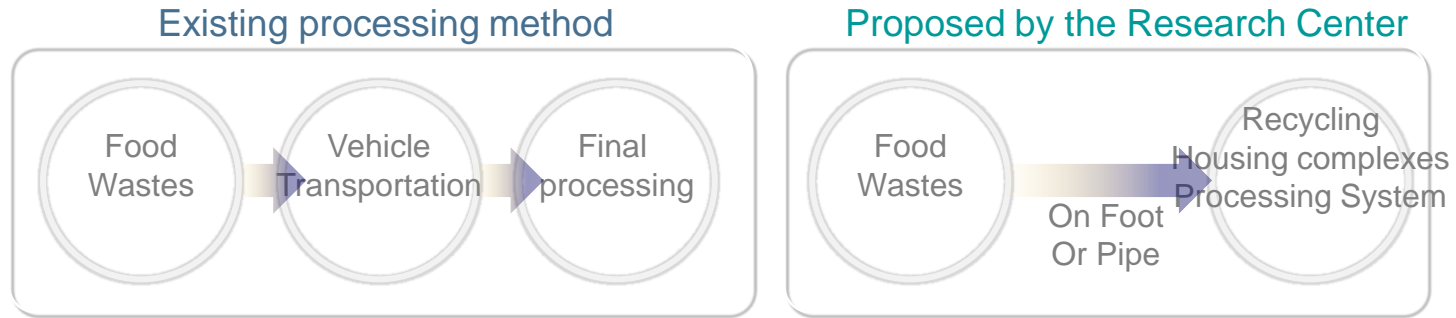 Existing processing method
Food
Wastes
Vehicle
Transportation
Final
processing
Proposed by the Research Center
Food
Wastes
On Foot
Or Pipe
Recycling
Housing complexes
Processing System